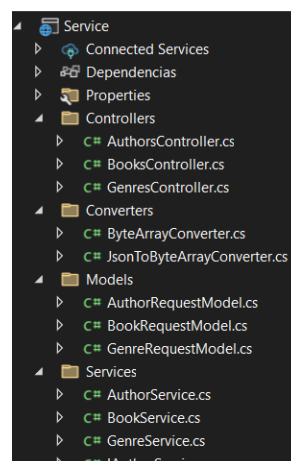 Service
Connected Services
Dependencias
Properties
Controllers
C# AuthorsController.cs
C# BooksController.cs
C# GenresController.cs
Converters
C# ByteArrayConverter.cs
C# JsonToByteArrayConverter.cs
Models
C# AuthorRequestModel.cs
C# BookRequestModel.cs
C# GenreRequestModel.cs
Services
C# AuthorService.cs
C# BookService.cs
C# GenreService.cs